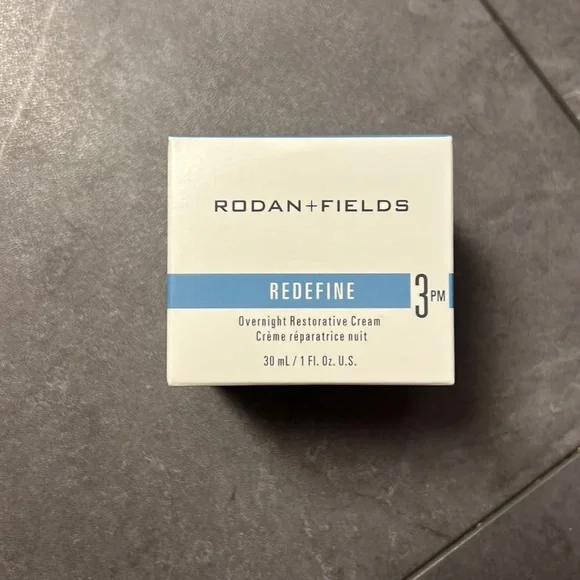 RODAN+FIELDS
REDEFINE
3PM
Overnight Restorative Cream
Crème réparatrice nuit
30 mL / 1 Fl. Oz. U.S.